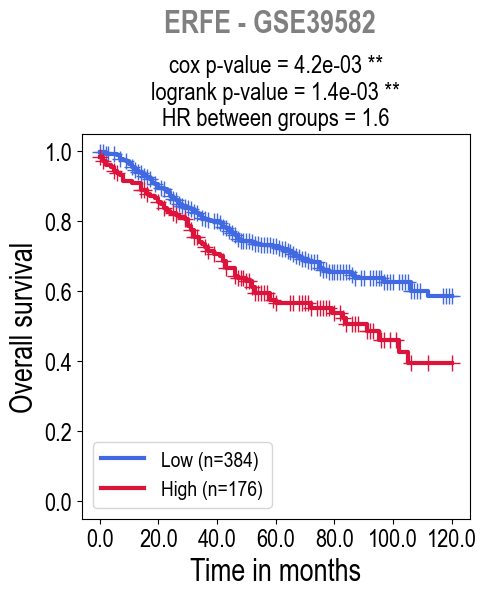 ERFE - GSE39582
cox p-value = 4.2e-03 **
logrank p-value = 1.4e-03 **
HR between groups = 1.6
Overall survival
1.0
0.8
0.6
0.4
0.2
0.0
Low (n=384)
High (n=176)
0.0 20.0 40.0 60.0 80.0 100.0 120.0
Time in months